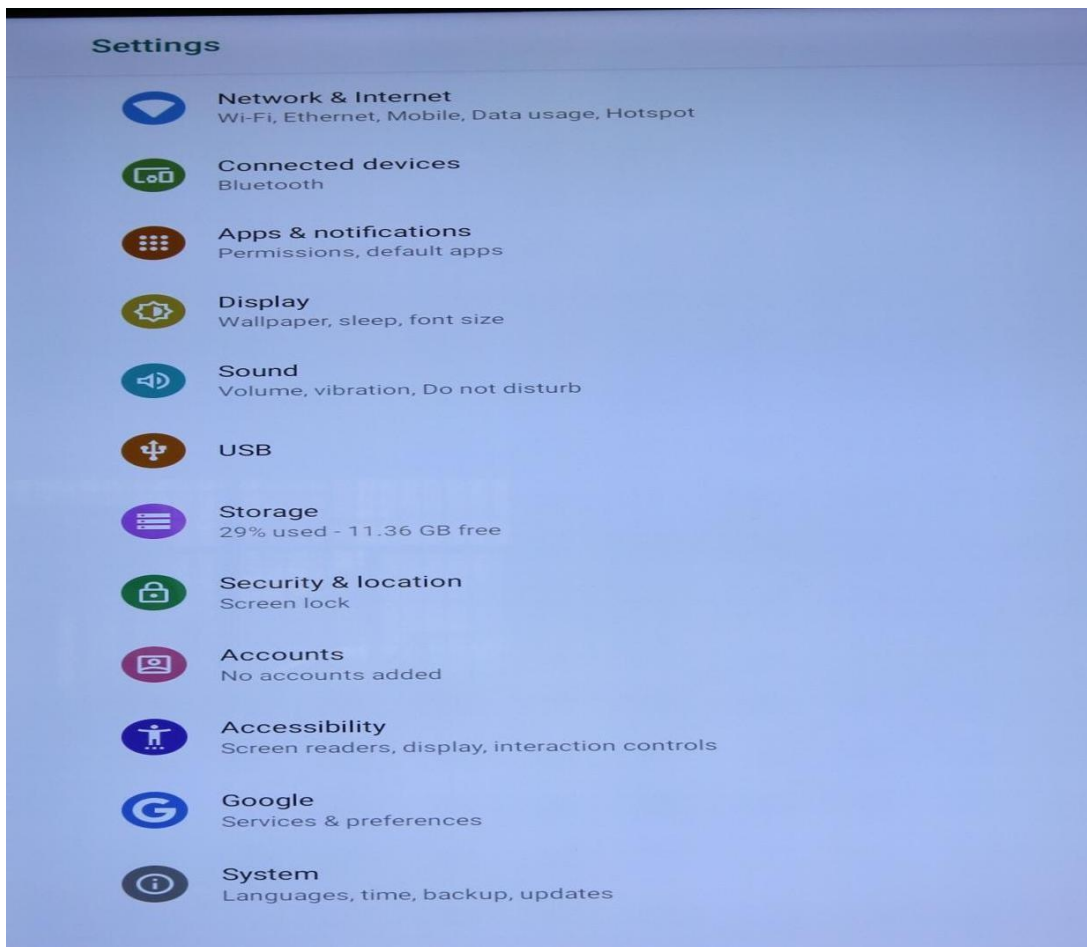 Settings
Network & Internet
Wi-Fi, Ethernet, Mobile, Data usage, Hotspot
Connected devices
Bluetooth
Apps & notifications
Permissions, default apps
Display
Wallpaper, sleep, font size
Sound
Volume, vibration, Do not disturb
USB
Storage
29% used - 11.36 GB free
Security & location
Screen lock
Accounts
No accounts added
Accessibility
Screen readers, display, interaction controls
Google
Services & preferences
System
Languages, time, backup, updates